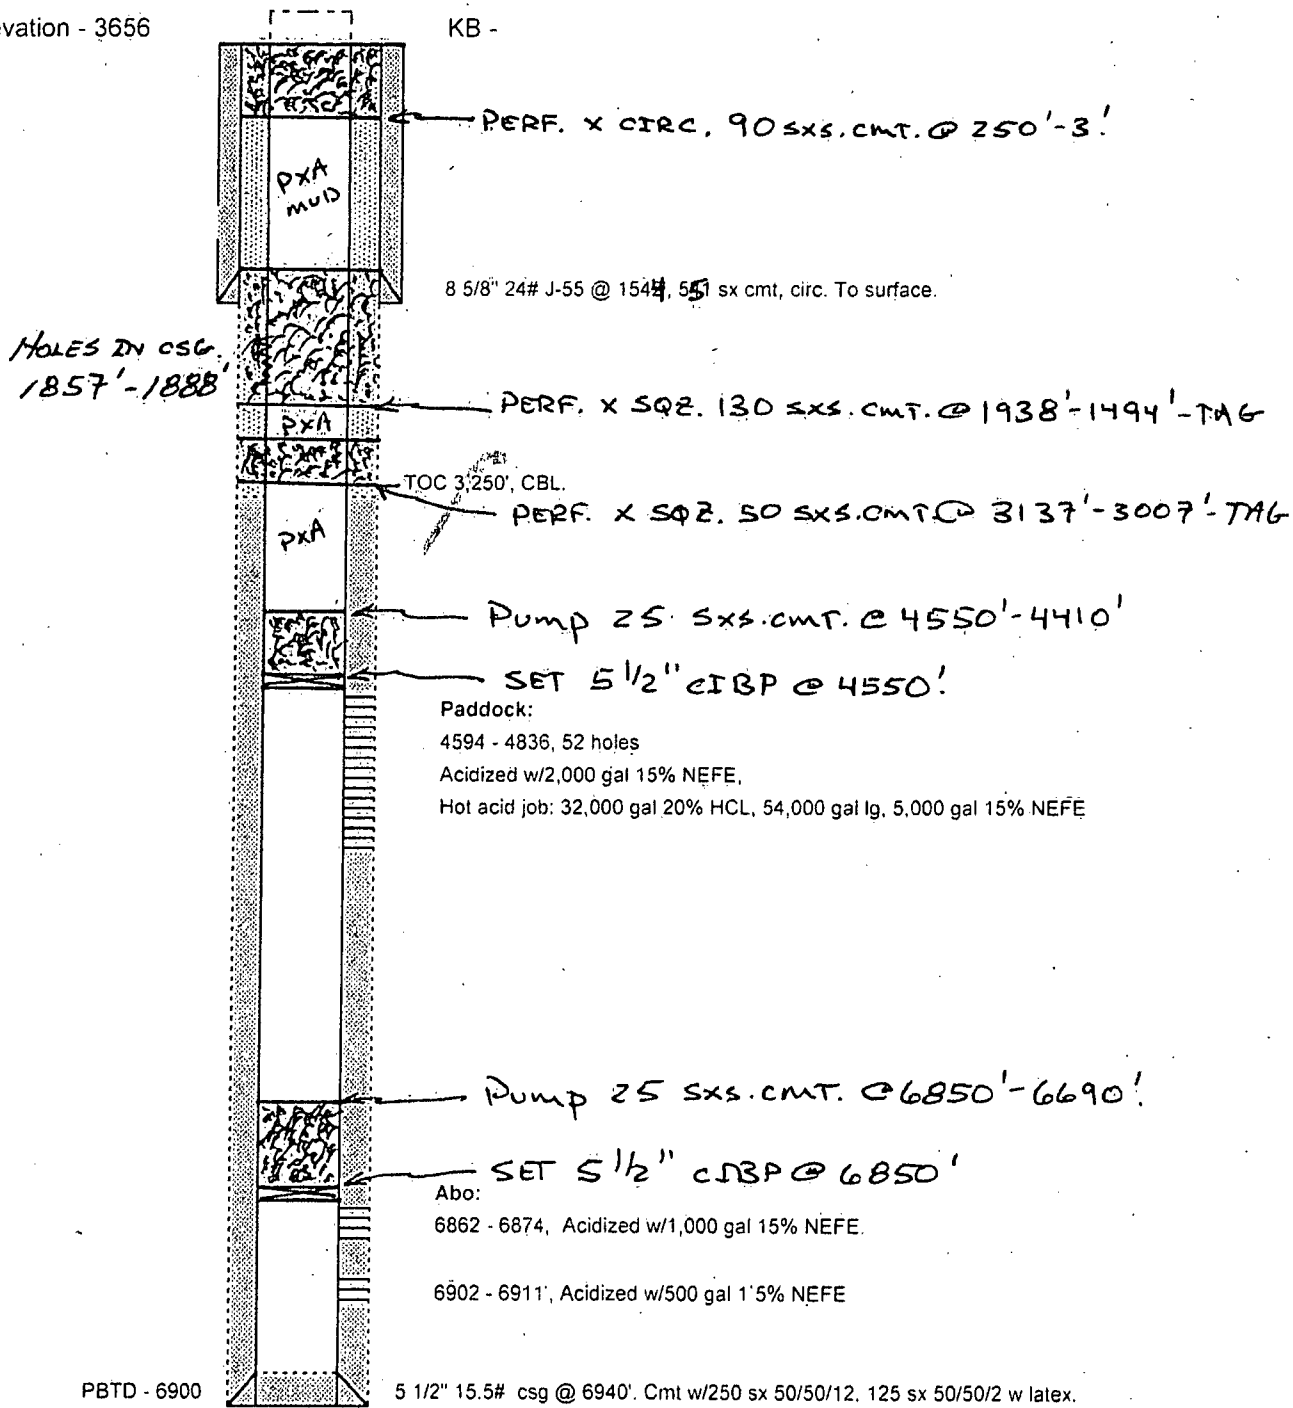 vation - 3656
KB -
PERF. X CIRC. 90 sxs. cmt. @ 250'-3'
PXA
MUD
8 5/8" 24# J-55 @ 1544, 551 sx cmt, circ. To surface.
HOLES IN CSG.
1857'-1888'
PERF. X SQZ. 130 sxs. cmt. @ 1938'-1494'-TAG
PXA
TOC 3,250', CBL.
PERF. X SQZ. 50 sxs. cmt. @ 3137'-3007'-TAG
PXA
Pump 25 sxs. cmt. @ 4550'-4410'
SET 5 1/2" CIBP @ 4550'
Paddock:
4594 - 4836, 52 holes
Acidized w/2,000 gal 15% NEFE,
Hot acid job: 32,000 gal 20% HCL, 54,000 gal lg, 5,000 gal 15% NEFE
Pump 25 sxs. cmt. @ 6850'-6690'
SET 5 1/2" CIBP @ 6850'
Abo:
6862 - 6874, Acidized w/1,000 gal 15% NEFE.
6902 - 6911', Acidized w/500 gal 15% NEFE
PBTD - 6900
5 1/2" 15.5# csg @ 6940'. Cmt w/250 sx 50/50/12, 125 sx 50/50/2 w latex.